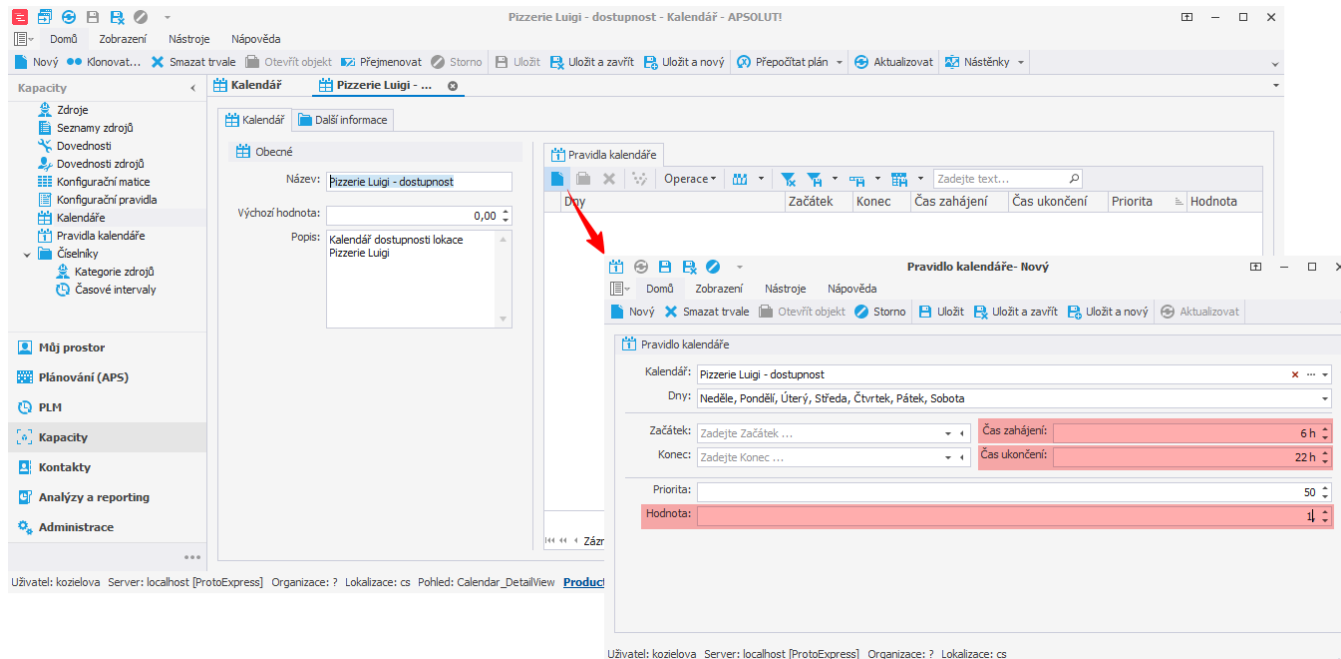 Pizzerie Luigi - dostupnost - Kalendář - APSOLUT!
Domů Zobrazení Nástroje Nápověda
Nový Klonovat... Smazat trvale Otevřít objekt Přejmenovat Storno Uložit Uložit a zavřít Uložit a nový Přepočítat plán Aktualizovat Nástěnky
Kapacity
Zdroje
Seznamy zdrojů
Dovednosti
Dovednosti zdrojů
Konfigurační matice
Konfigurační pravidla
Kalendáře
Pravidla kalendáře
Číselníky
Kategorie zdrojů
Časové intervaly
Můj prostor
Plánování (APS)
PLM
Kapacity
Kontakty
Analýzy a reporting
Administrace
Kalendář Pizzerie Luigi - ...
Kalendář Další informace
Obecné
Název: Pizzerie Luigi - dostupnost
Výchozí hodnota: 0,00
Popis: Kalendář dostupnosti lokace
Pizzerie Luigi
Pravidla kalendáře
Operace Zadejte text...
Dny Začátek Konec Čas zahájení Čas ukončení Priorita Hodnota
Zázr
Uživatel: kozielova Server: localhost [ProtoExpress] Organizace: ? Lokalizace: cs Pohled: Calendar_DetailView Product
Pravidlo kalendáře- Nový
Domů Zobrazení Nástroje Nápověda
Nový Smazat trvale Otevřít objekt Storno Uložit Uložit a zavřít Uložit a nový Aktualizovat
Pravidlo kalendáře
Kalendář: Pizzerie Luigi - dostupnost
Dny: Neděle, Pondělí, Úterý, Středa, Čtvrtek, Pátek, Sobota
Začátek: Zadejte Začátek ... Čas zahájení: 6 h
Konec: Zadejte Konec ... Čas ukončení: 22 h
Priorita: 50
Hodnota: 1
Uživatel: kozielova Server: localhost [ProtoExpress] Organizace: ? Lokalizace: cs